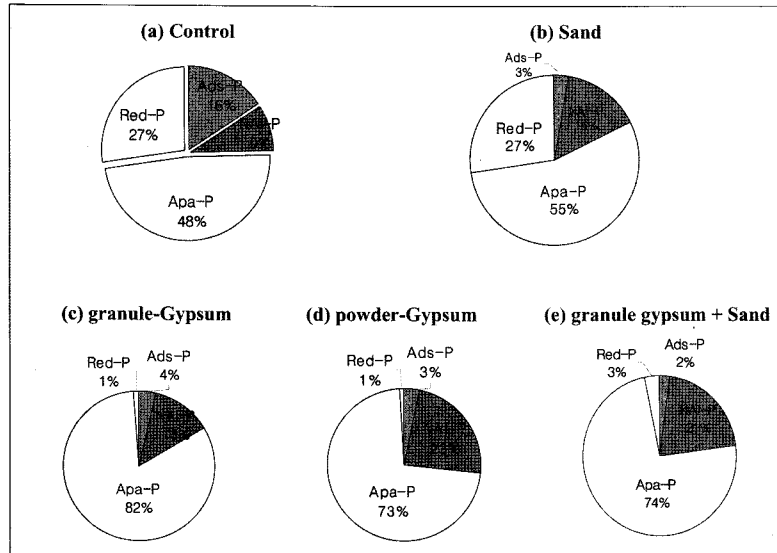 (a) Control
Ads-P
16%
Red-P
27%
Apa-P
48%
(b) Sand
Ads-P
3%
Red-P
27%
Apa-P
55%
(c) granule-Gypsum
Red-P
1%
Ads-P
4%
Apa-P
82%
(d) powder-Gypsum
Red-P
1%
Ads-P
3%
Apa-P
73%
(e) granule gypsum + Sand
Red-P
3%
Ads-P
2%
Apa-P
74%